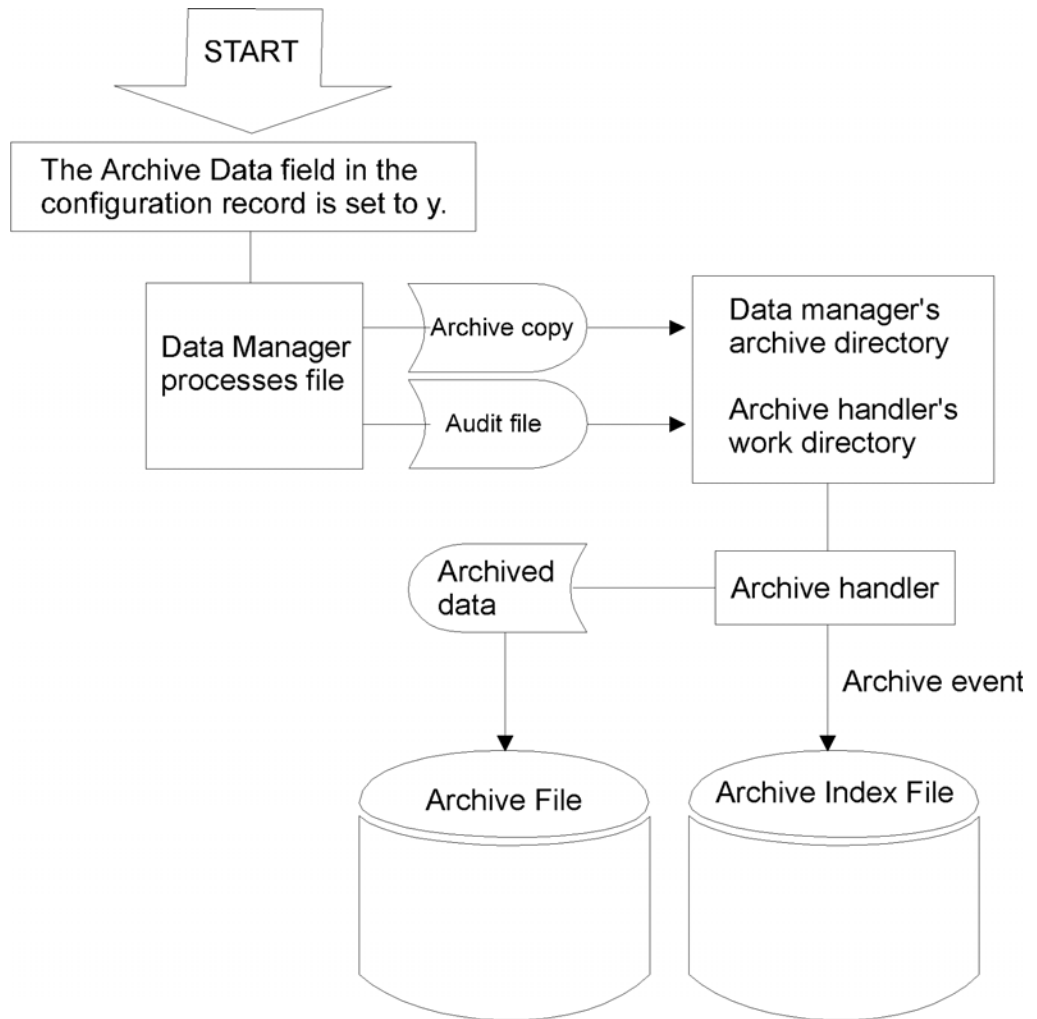 START
The Archive Data field in the
configuration record is set to y.
Data Manager
processes file
Archive copy
Audit file
Data manager's
archive directory
Archive handler's
work directory
Archived
data
Archive handler
Archive event
Archive File
Archive Index File